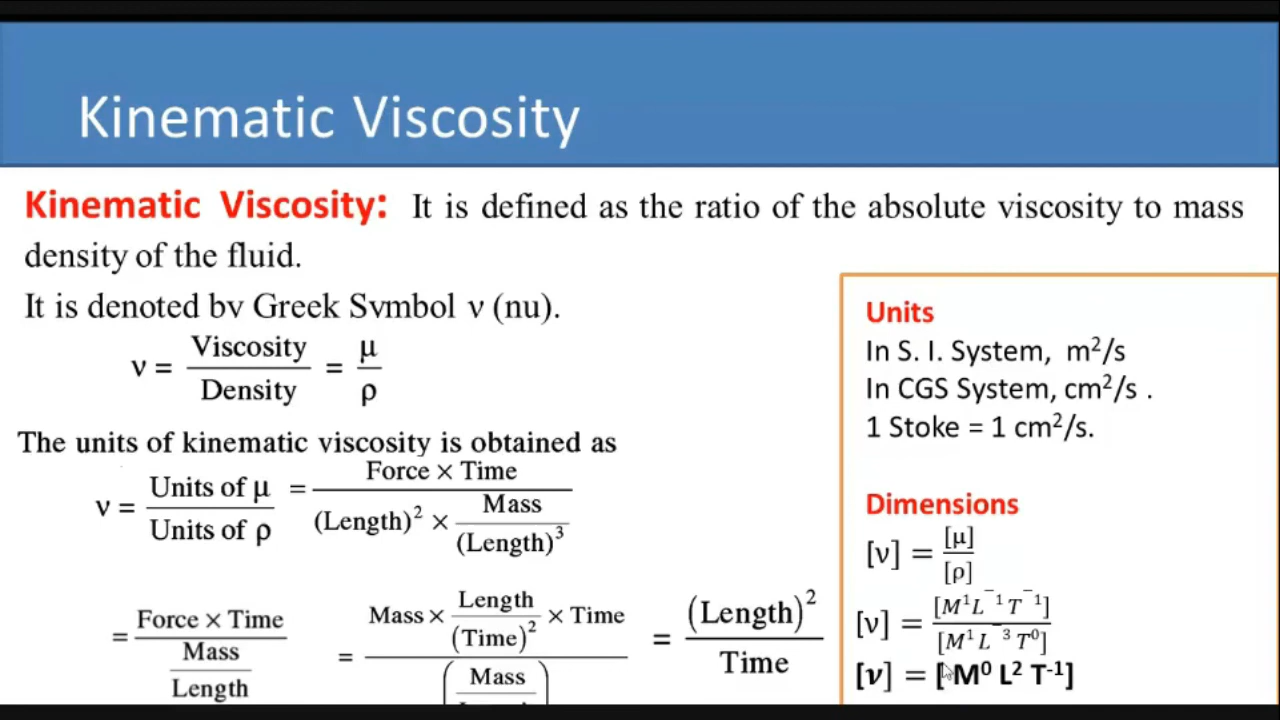 Kinematic Viscosity
Kinematic Viscosity: It is defined as the ratio of the absolute viscosity to mass
density of the fluid.
It is denoted by Greek Symbol ν (nu).
ν = Viscosity / Density = μ / ρ
The units of kinematic viscosity is obtained as
ν = Units of μ / Units of ρ = Force × Time / (Length)² × Mass / (Length)³
= Force × Time / Mass / Length = Mass × Length / (Time)² × Time / (Mass = (Length)² / Time
Units
In S. I. System, m²/s
In CGS System, cm²/s .
1 Stoke = 1 cm²/s.
Dimensions
[ν] = [μ] / [ρ]
[ν] = [M¹L⁻¹T⁻¹] / [M¹L⁻³T⁰]
[ν] = [M⁰ L² T⁻¹]